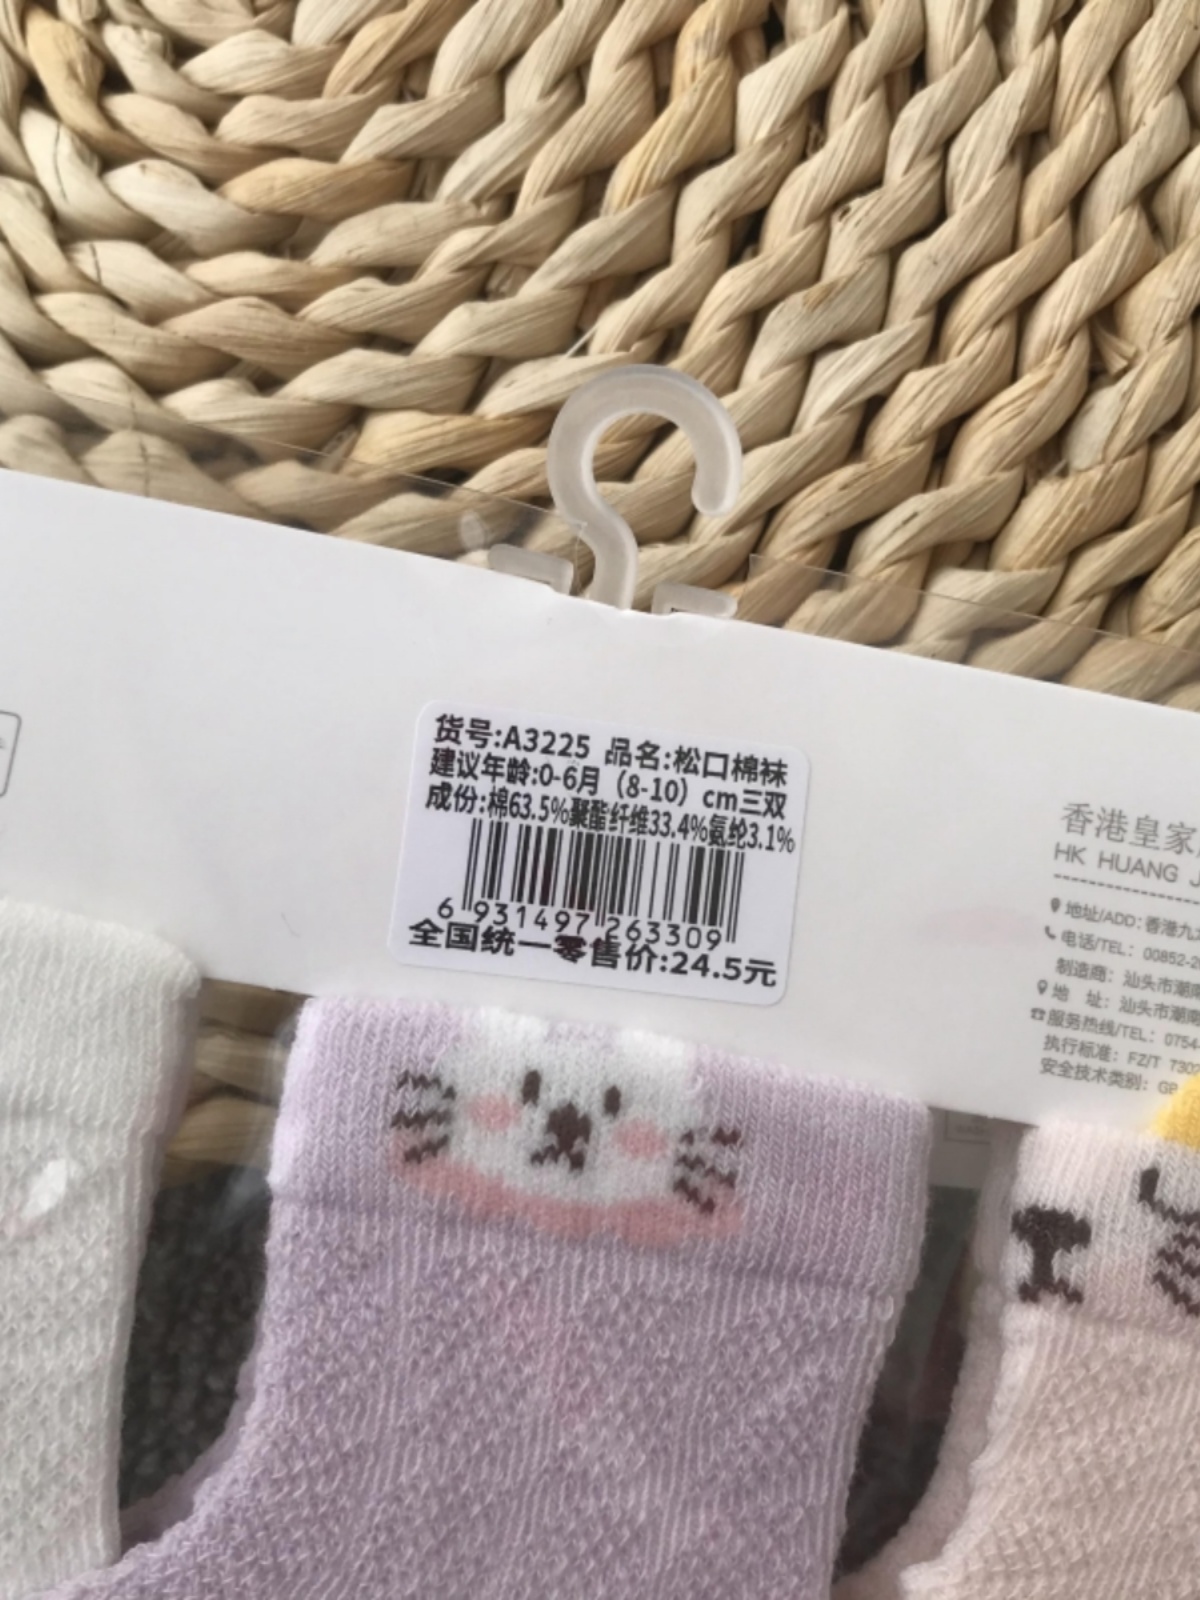 货号:A3225 品名:松口棉袜
建议年龄:0-6月（8-10）cm三双
成份:棉63.5%聚酯纤维33.4%氨纶3.1%
6 931497 263309
全国统一零售价:24.5元
香港皇家
HK HUANG J
地址/ADD：香港九
电话/TEL：00852-2
制造商：汕头市潮南
地 址：汕头市潮南
服务热线/TEL：0754-
执行标准：FZ/T 730
安全技术类别：GB